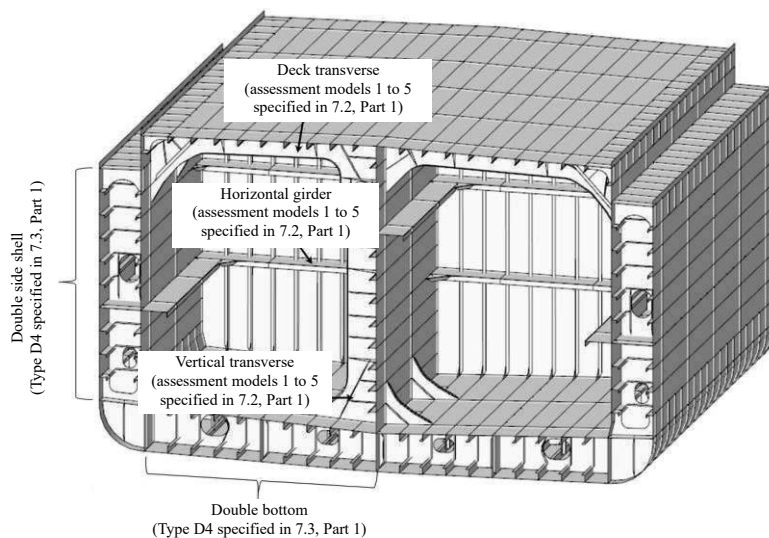 Deck transverse
(assessment models 1 to 5
specified in 7.2, Part 1)
Horizontal girder
(assessment models 1 to 5
specified in 7.2, Part 1)
Double side shell
(Type D4 specified in 7.3, Part 1)
Vertical transverse
(assessment models 1 to 5
specified in 7.2, Part 1)
Double bottom
(Type D4 specified in 7.3, Part 1)